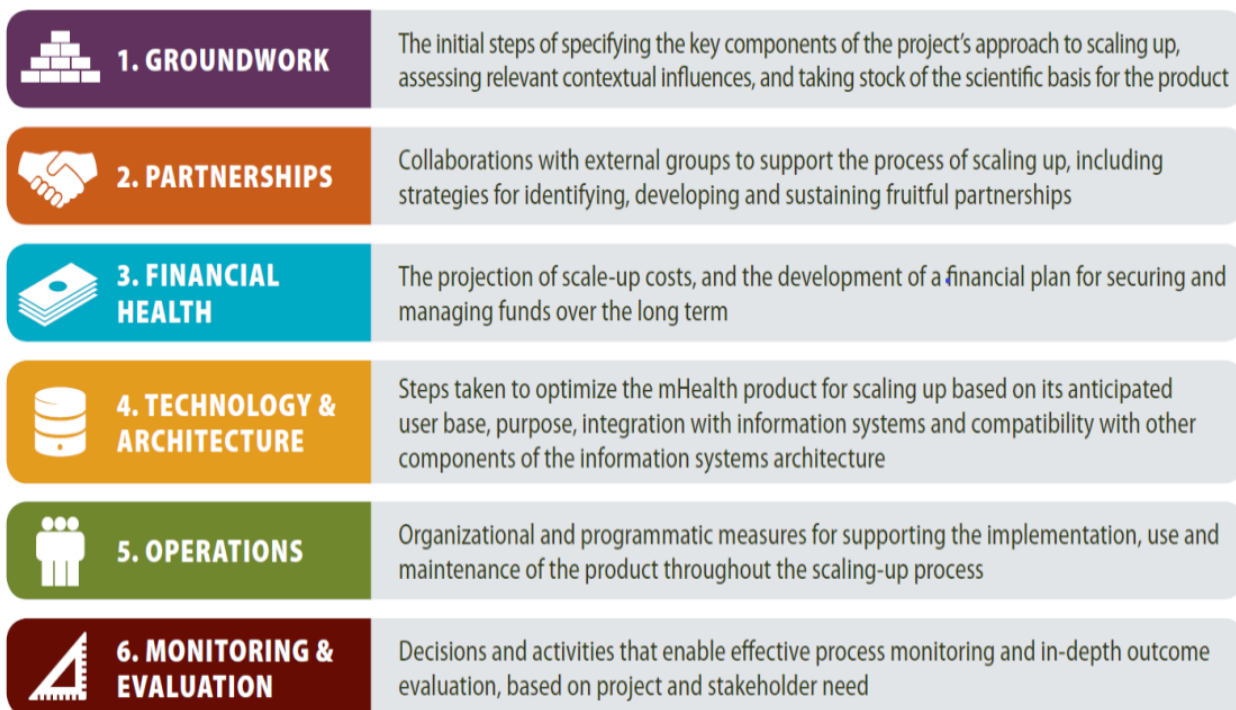 1. GROUNDWORK
The initial steps of specifying the key components of the project's approach to scaling up,
assessing relevant contextual influences, and taking stock of the scientific basis for the product
2. PARTNERSHIPS
Collaborations with external groups to support the process of scaling up, including
strategies for identifying, developing and sustaining fruitful partnerships
3. FINANCIAL
HEALTH
The projection of scale-up costs, and the development of a financial plan for securing and
managing funds over the long term
4. TECHNOLOGY &
ARCHITECTURE
Steps taken to optimize the mHealth product for scaling up based on its anticipated
user base, purpose, integration with information systems and compatibility with other
components of the information systems architecture
5. OPERATIONS
Organizational and programmatic measures for supporting the implementation, use and
maintenance of the product throughout the scaling-up process
6. MONITORING &
EVALUATION
Decisions and activities that enable effective process monitoring and in-depth outcome
evaluation, based on project and stakeholder need